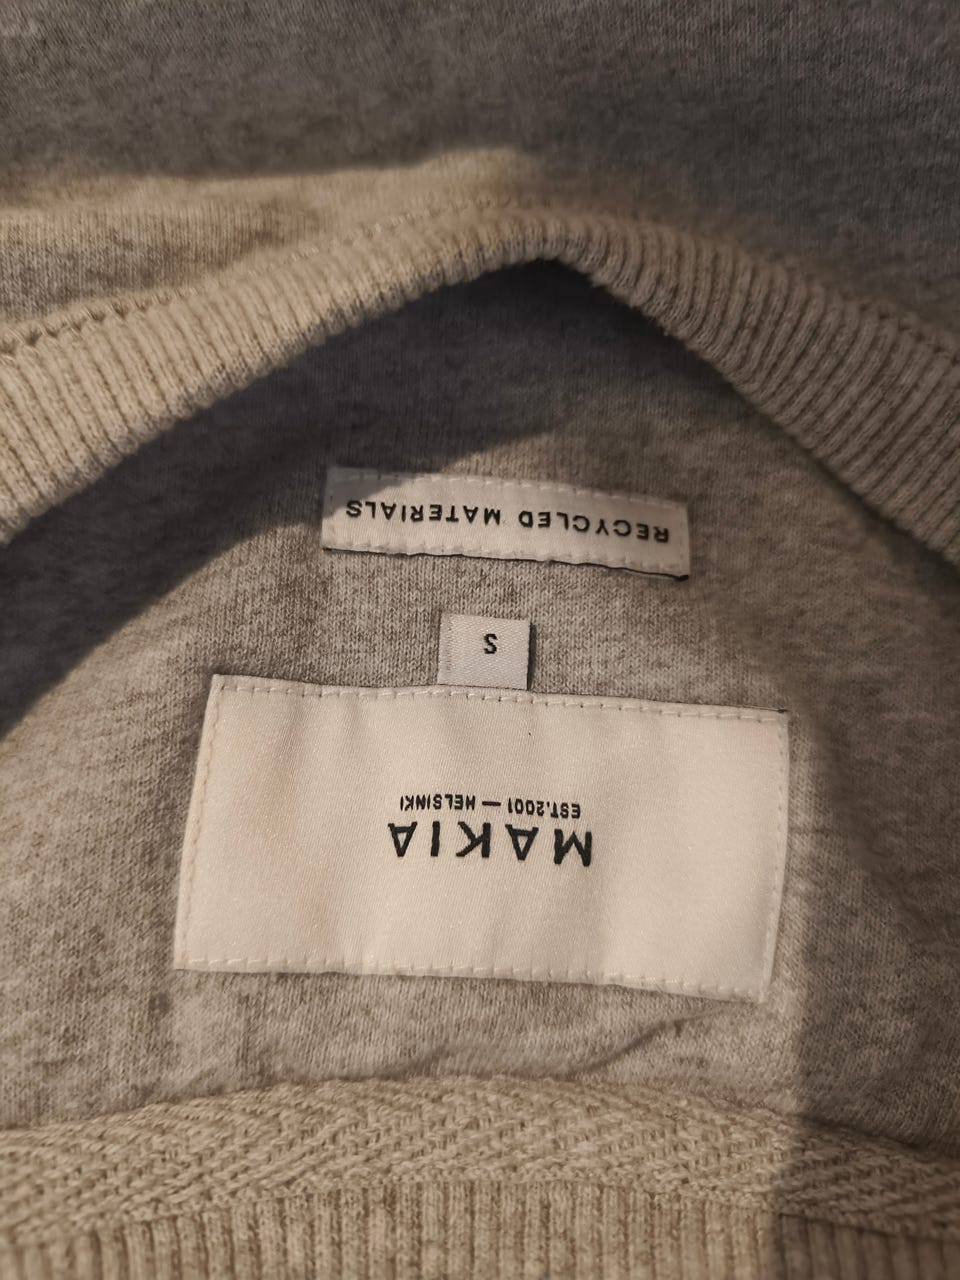 MAKIA
EST.2001 — HELSINKI
S
RECYCLED MATERIALS